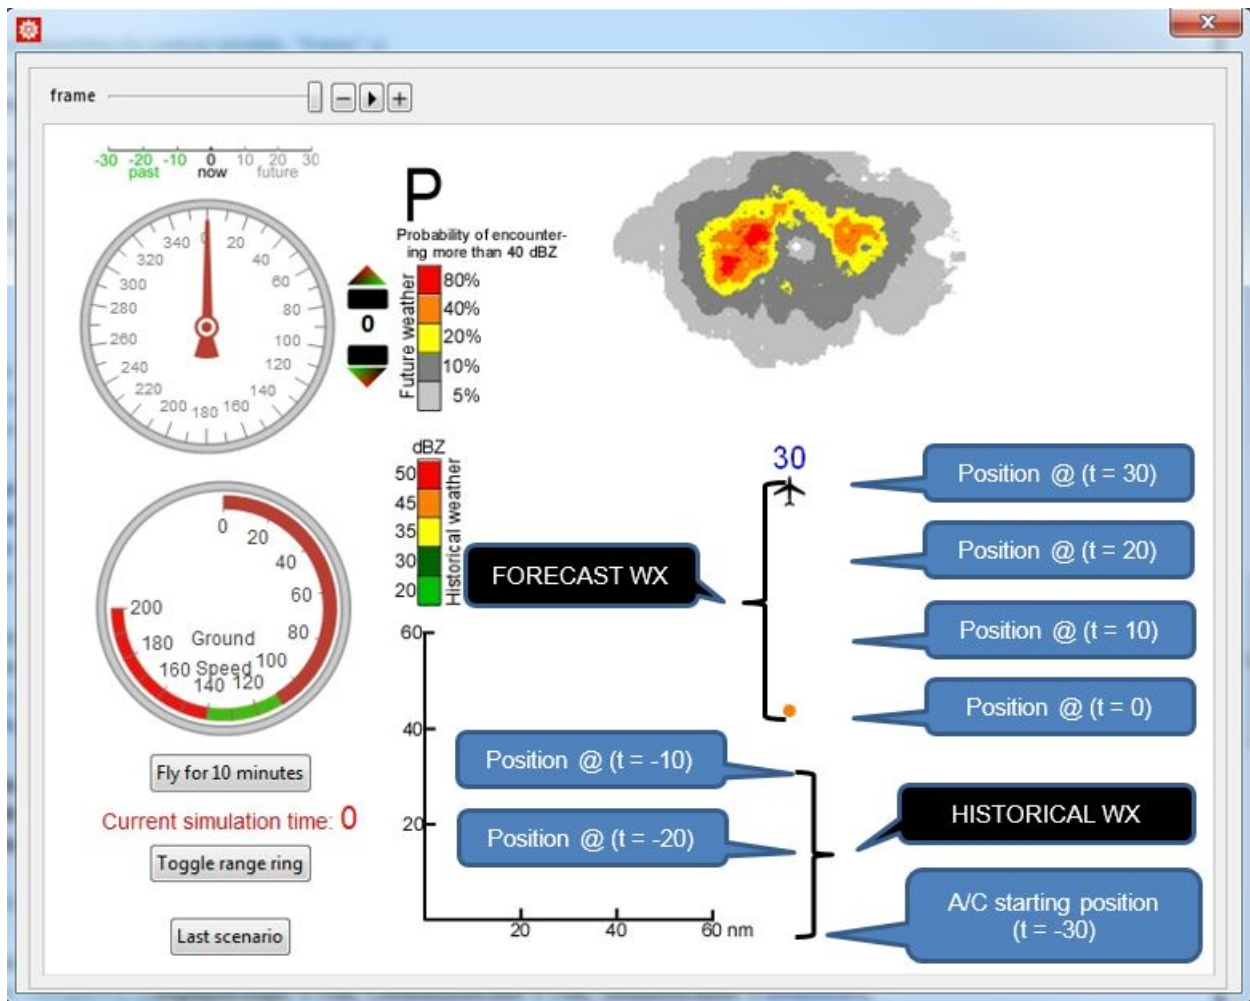 frame
-30 -20 -10 0 10 20 30
past now future
P
Probability of encounter-
ing more than 40 dBZ
Future weather
80%
40%
20%
10%
5%
0
0 20 40 60 80 100 120 140 160 180 200 220 240 260 280 300 320 340
dBZ
50
45
35
30
20
Historical weather
30
Position @ (t = 30)
Position @ (t = 20)
Position @ (t = 10)
Position @ (t = 0)
FORECAST WX
0 20 40 60 80 100 120 140 160 180 200
Ground
Speed
60
40
20
20 40 60 nm
Position @ (t = -10)
Position @ (t = -20)
HISTORICAL WX
A/C starting position
(t = -30)
Fly for 10 minutes
Current simulation time: 0
Toggle range ring
Last scenario